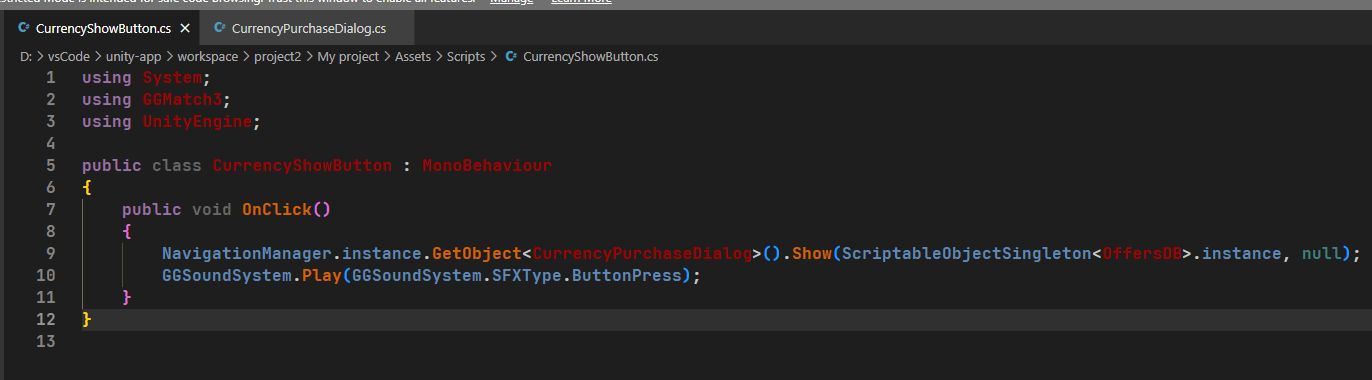 stricted Mode is intended for safe code browsing. Trust this window to enable all features. Manage Learn More
CurrencyShowButton.cs CurrencyPurchaseDialog.cs
D: > vsCode > unity-app > workspace > project2 > My project > Assets > Scripts > CurrencyShowButton.cs
1 using System;
2 using GGMatch3;
3 using UnityEngine;
4
5 public class CurrencyShowButton : MonoBehaviour
6 {
7 public void OnClick()
8 {
9 NavigationManager.instance.GetObject<CurrencyPurchaseDialog>().Show(ScriptableObjectSingleton<OffersDB>.instance, null);
10 GGSoundSystem.Play(GGSoundSystem.SFXType.ButtonPress);
11 }
12 }
13